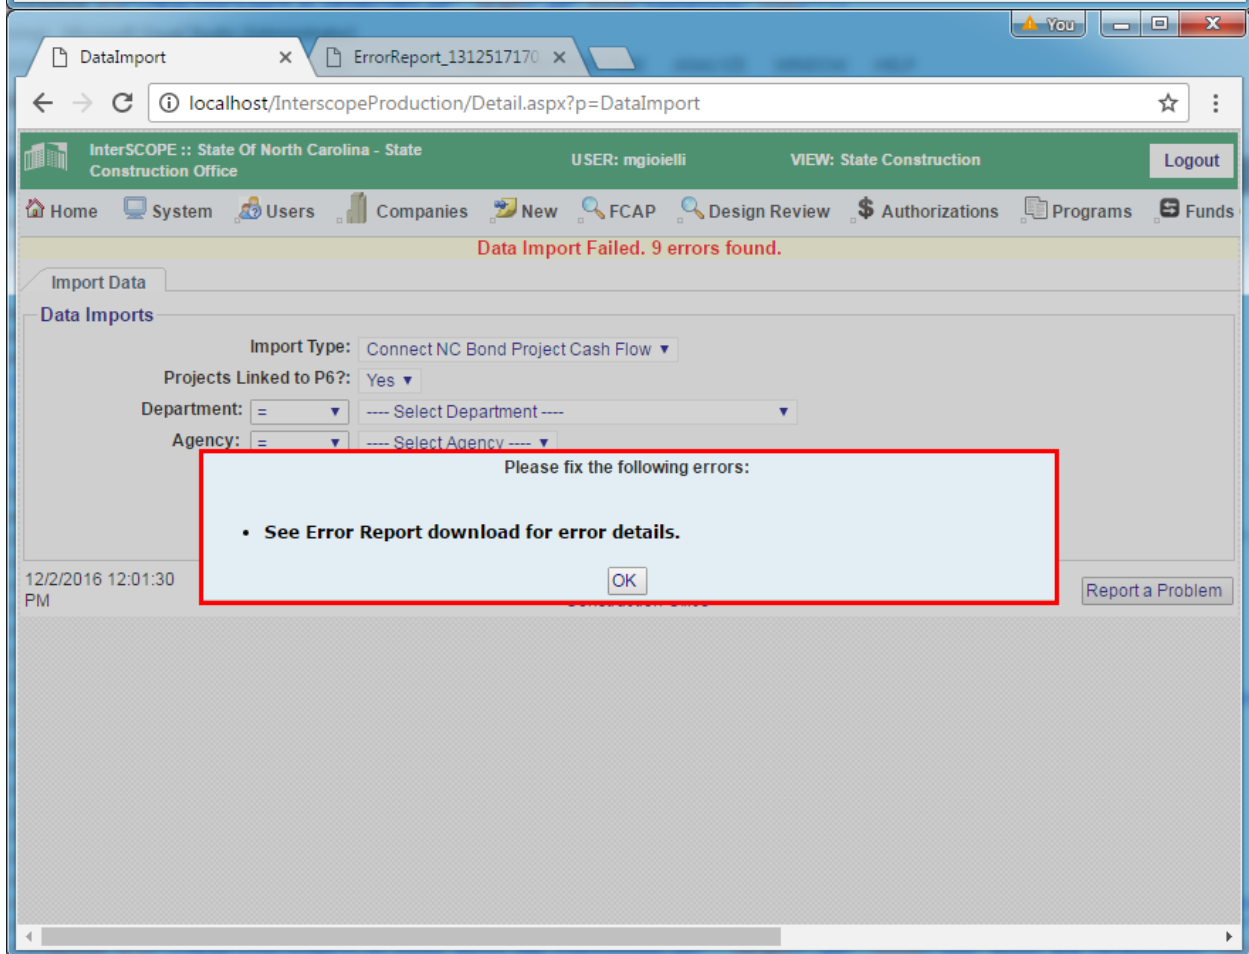 You
DataImport
ErrorReport_1312517170
localhost/InterscopeProduction/Detail.aspx?p=DataImport
InterSCOPE :: State Of North Carolina - State
Construction Office
USER: mgioielli
VIEW: State Construction
Logout
Home System Users Companies New FCAP Design Review Authorizations Programs Funds
Data Import Failed. 9 errors found.
Import Data
Data Imports
Import Type: Connect NC Bond Project Cash Flow
Projects Linked to P6?: Yes
Department: = ---- Select Department ----
Agency: = ---- Select Agency ----
Please fix the following errors:
• See Error Report download for error details.
OK
12/2/2016 12:01:30
PM
Report a Problem